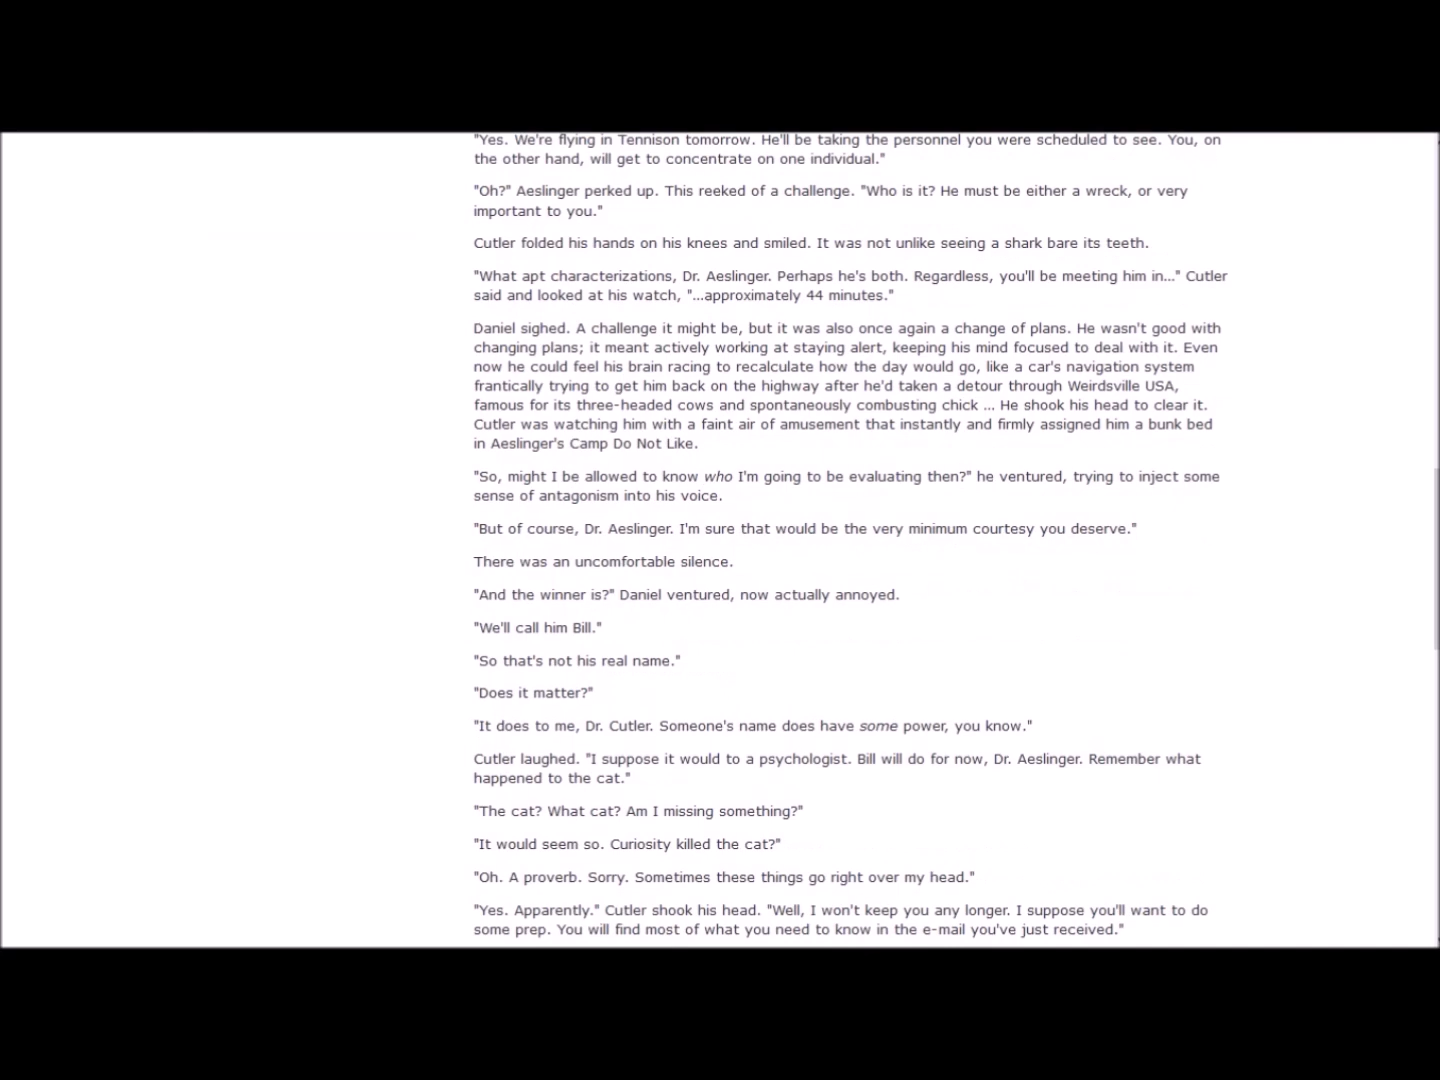 "Yes. We're flying in Tennison tomorrow. He'll be taking the personnel you were scheduled to see. You, on
the other hand, will get to concentrate on one individual."
"Oh?" Aeslinger perked up. This reeked of a challenge. "Who is it? He must be either a wreck, or very
important to you."
Cutler folded his hands on his knees and smiled. It was not unlike seeing a shark bare its teeth.
"What apt characterizations, Dr. Aeslinger. Perhaps he's both. Regardless, you'll be meeting him in..." Cutler
said and looked at his watch, "...approximately 44 minutes."
Daniel sighed. A challenge it might be, but it was also once again a change of plans. He wasn't good with
changing plans; it meant actively working at staying alert, keeping his mind focused to deal with it. Even
now he could feel his brain racing to recalculate how the day would go, like a car's navigation system
frantically trying to get him back on the highway after he'd taken a detour through Weirdsville USA,
famous for its three-headed cows and spontaneously combusting chick ... He shook his head to clear it.
Cutler was watching him with a faint air of amusement that instantly and firmly assigned him a bunk bed
in Aeslinger's Camp Do Not Like.
"So, might I be allowed to know who I'm going to be evaluating then?" he ventured, trying to inject some
sense of antagonism into his voice.
"But of course, Dr. Aeslinger. I'm sure that would be the very minimum courtesy you deserve."
There was an uncomfortable silence.
"And the winner is?" Daniel ventured, now actually annoyed.
"We'll call him Bill."
"So that's not his real name."
"Does it matter?"
"It does to me, Dr. Cutler. Someone's name does have some power, you know."
Cutler laughed. "I suppose it would to a psychologist. Bill will do for now, Dr. Aeslinger. Remember what
happened to the cat."
"The cat? What cat? Am I missing something?"
"It would seem so. Curiosity killed the cat?"
"Oh. A proverb. Sorry. Sometimes these things go right over my head."
"Yes. Apparently." Cutler shook his head. "Well, I won't keep you any longer. I suppose you'll want to do
some prep. You will find most of what you need to know in the e-mail you've just received."